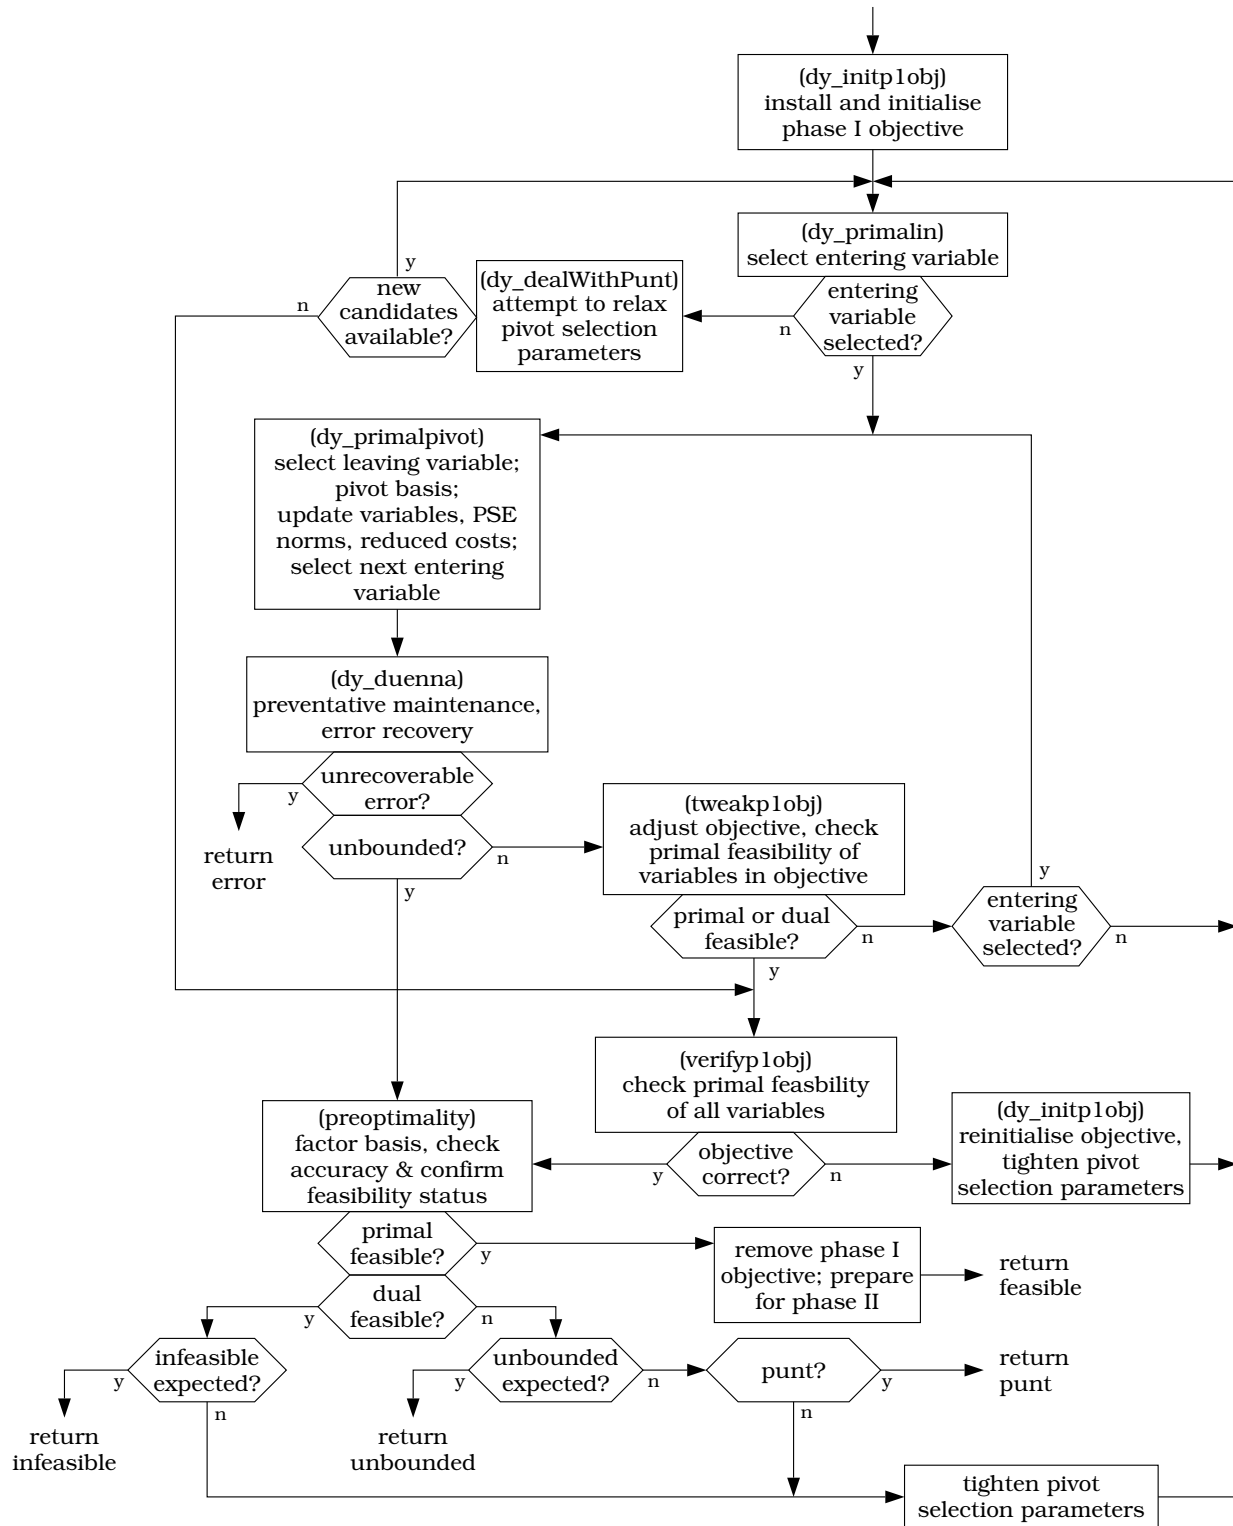 (dy_initp1obj)
install and initialise
phase I objective
(dy_primalin)
select entering variable
entering
variable
selected?
n
y
(dy_dealWithPunt)
attempt to relax
pivot selection
parameters
new
candidates
available?
y
n
(dy_primalpivot)
select leaving variable;
pivot basis;
update variables, PSE
norms, reduced costs;
select next entering
variable
(dy_duenna)
preventative maintenance,
error recovery
unrecoverable
error?
y
return
error
unbounded?
n
y
(tweakp1obj)
adjust objective, check
primal feasibility of
variables in objective
primal or dual
feasible?
n
y
entering
variable
selected?
y
n
(verifyp1obj)
check primal feasbility
of all variables
objective
correct?
y
n
(dy_initp1obj)
reinitialise objective,
tighten pivot
selection parameters
(preoptimality)
factor basis, check
accuracy & confirm
feasibility status
primal
feasible?
y
remove phase I
objective; prepare
for phase II
return
feasible
dual
feasible?
y
n
infeasible
expected?
y
n
return
infeasible
unbounded
expected?
y
n
return
unbounded
punt?
y
n
return
punt
tighten pivot
selection parameters